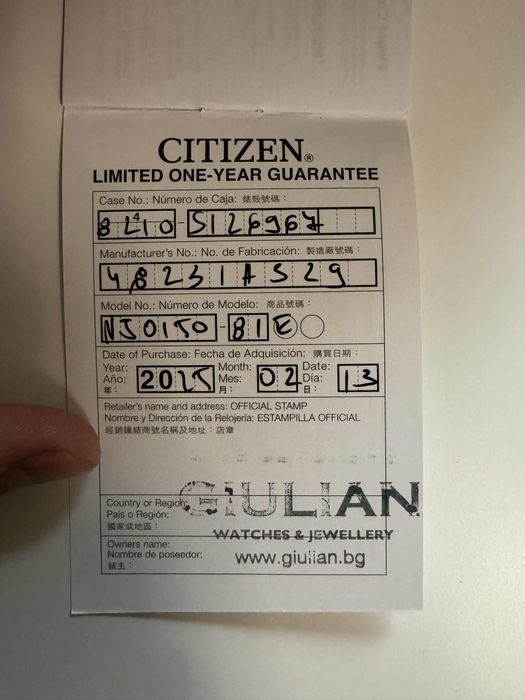 CITIZEN®
LIMITED ONE-YEAR GUARANTEE
Case No.: Número de Caja: 錶殼號碼：
8210-S126967
Manufacturer's No.: No. de Fabricación: 製造廠號碼：
48231A529
Model No.: Número de Modelo: 商品號碼：
NJ0150-81E
Date of Purchase: Fecha de Adquisición: 購買日期：
Year: Month: Date:
Año: 2025 Mes: 02 Día: 13
年： 月： 日：
Retailer's name and address: OFFICIAL STAMP
Nombre y Dirección de la Relojería: ESTAMPILLA OFFICIAL
經銷鐘錶商號名稱及地址：店章
Country or Region:
Pais o Región:
國家或地區：
GIULIAN
WATCHES & JEWELLERY
Owners name:
Nombre de poseedor:
錶主：
www.giulian.bg